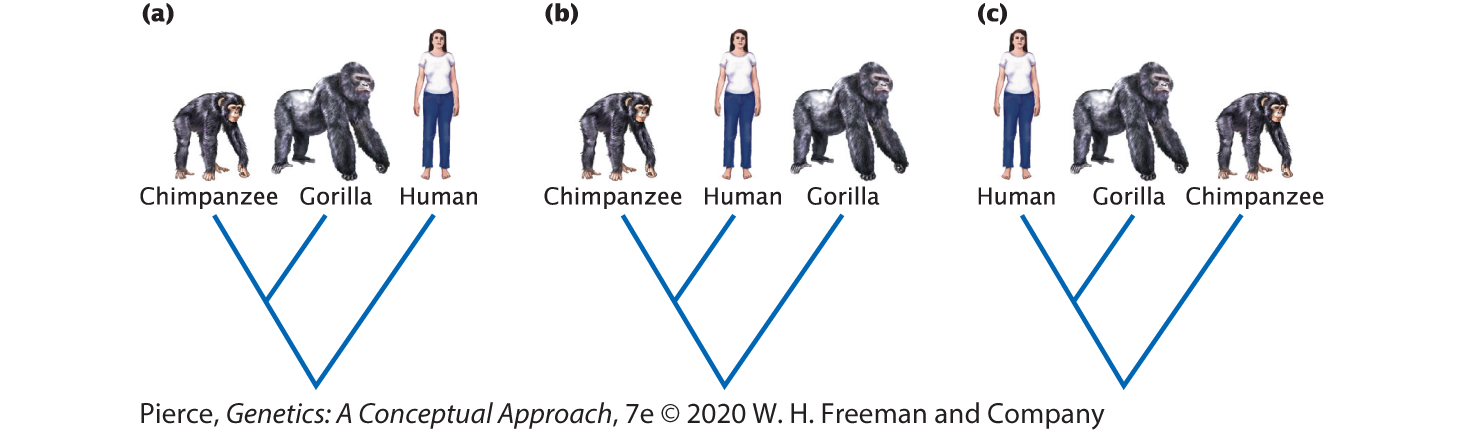 (a) (b) (c)
Chimpanzee Gorilla Human Chimpanzee Human Gorilla Human Gorilla Chimpanzee
Pierce, Genetics: A Conceptual Approach, 7e © 2020 W. H. Freeman and Company